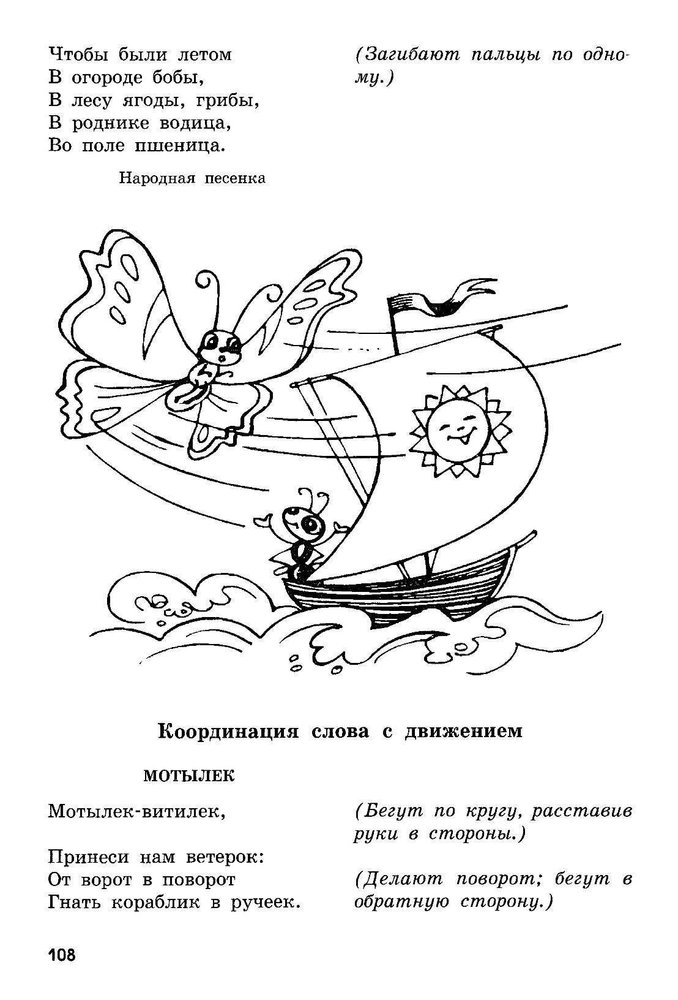 Чтобы были летом
(Загибают пальцы по одно-
В огороде бобы,
му.)
В лесу ягоды, грибы,
В роднике водица,
Во поле пшеница.
Народная песенка
Координация слова с движением
МОТЫЛЕК
Мотылек-витилек,
(Бегут по кругу, расставив
руки в стороны.)
Принеси нам ветерок:
От ворот в поворот
(Делают поворот; бегут в
Гнать кораблик в ручеек.
обратную сторону.)
108